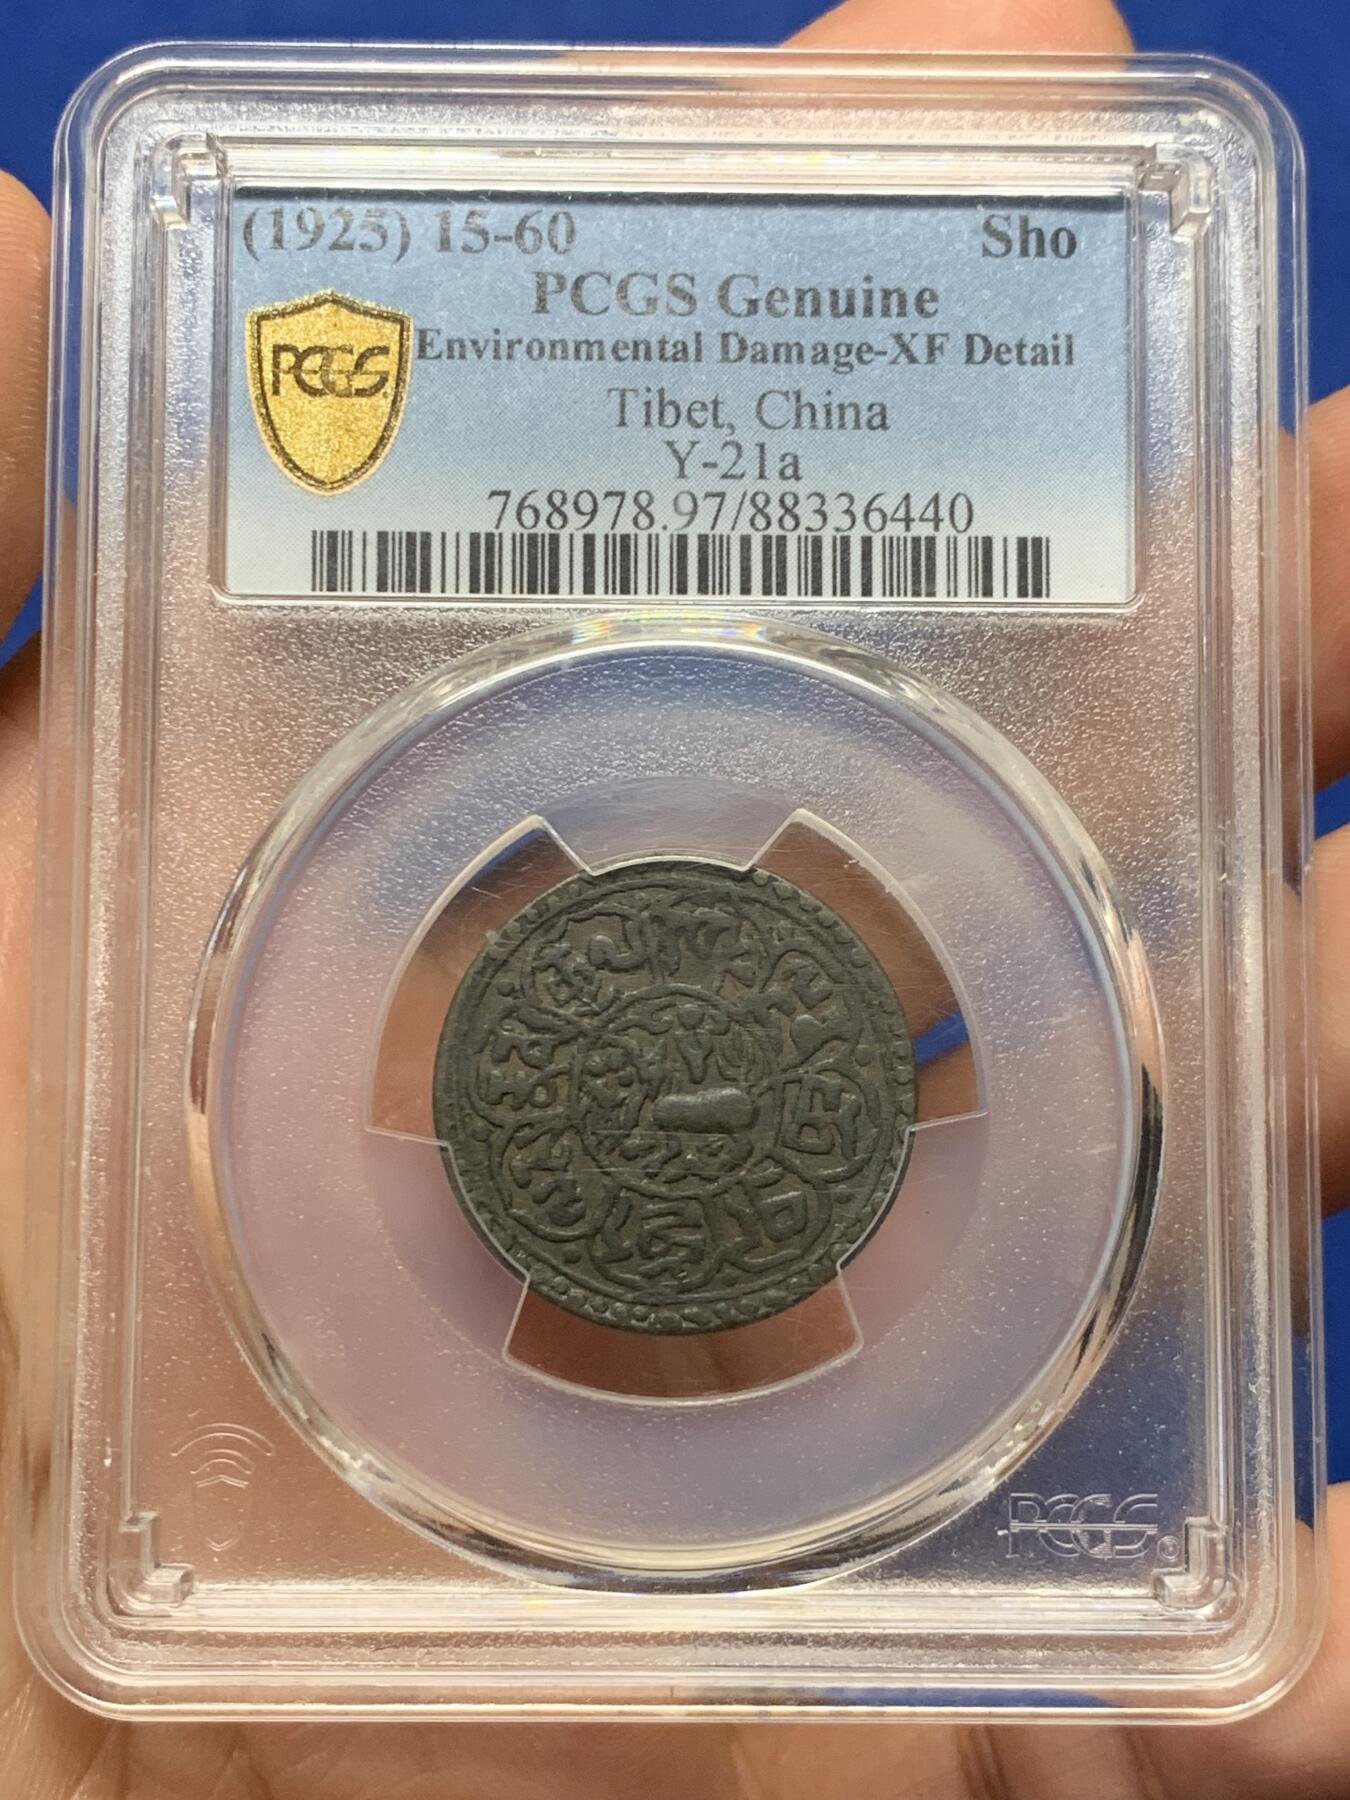 (1925) 15-60 Sho
PCGS Genuine
Environmental Damage-XF Detail
PCGS
Tibet, China
Y-21a
768978.97/88336440
PCGS